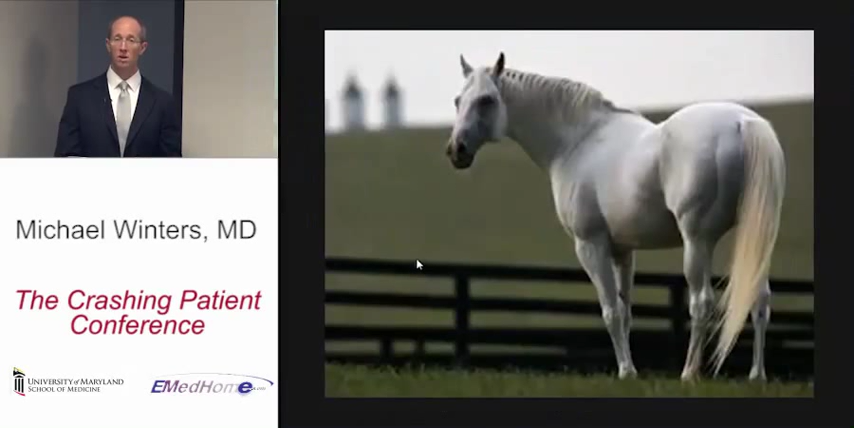 Michael Winters, MD
The Crashing Patient
Conference
UNIVERSITY of MARYLAND
SCHOOL OF MEDICINE
EMedHome.com